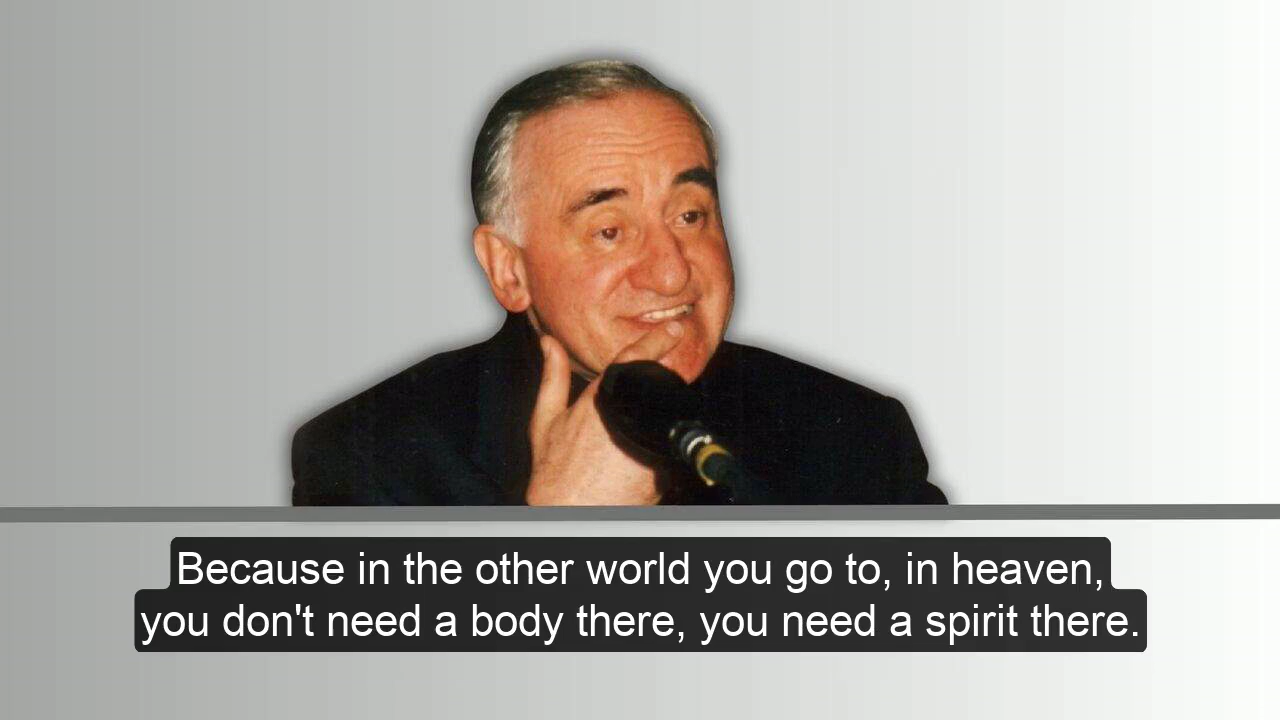 Because in the other world you go to, in heaven,
you don't need a body there, you need a spirit there.